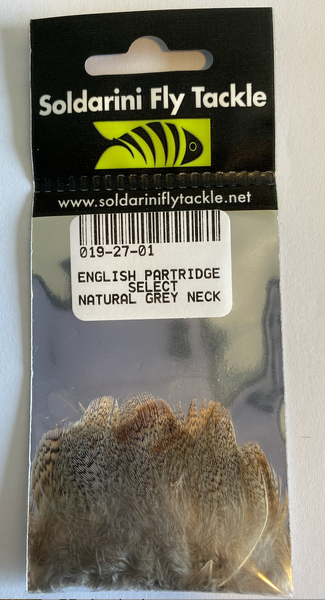 Soldarini Fly Tackle
www.soldariniflytackle.net
019-27-01
ENGLISH PARTRIDGE
SELECT
NATURAL GREY NECK